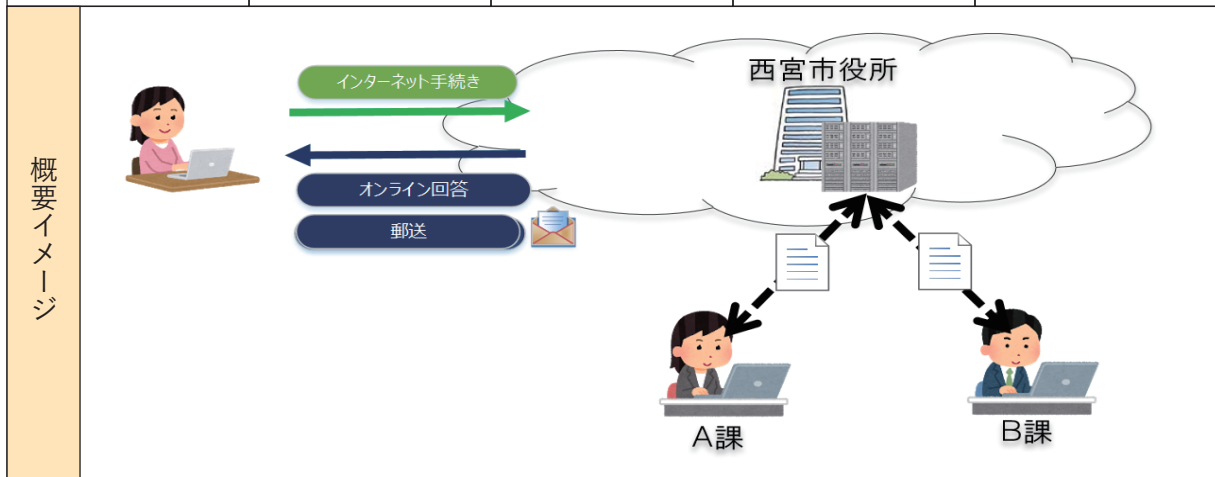 概要イメージ
インターネット手続き
オンライン回答
郵送
西宮市役所
A課
B課